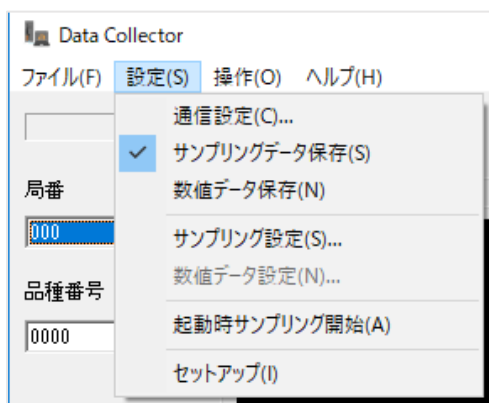 Data Collector
ファイル(F) 設定(S) 操作(O) ヘルプ(H)
通信設定(C)...
サンプリングデータ保存(S)
数値データ保存(N)
サンプリング設定(S)...
数値データ設定(N)...
起動時サンプリング開始(A)
セットアップ(I)
局番
000
品種番号
0000